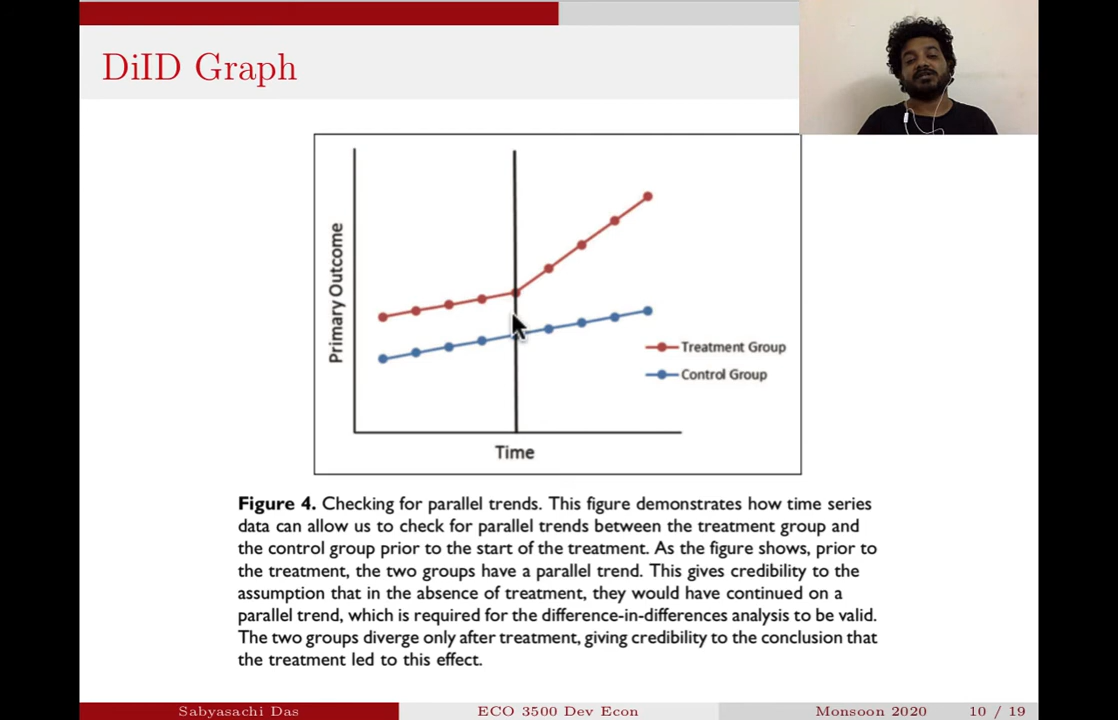 DiID Graph
Primary Outcome
Treatment Group
Control Group
Time
Figure 4. Checking for parallel trends. This figure demonstrates how time series
data can allow us to check for parallel trends between the treatment group and
the control group prior to the start of the treatment. As the figure shows, prior to
the treatment, the two groups have a parallel trend. This gives credibility to the
assumption that in the absence of treatment, they would have continued on a
parallel trend, which is required for the difference-in-differences analysis to be valid.
The two groups diverge only after treatment, giving credibility to the conclusion that
the treatment led to this effect.
Sabyasachi Das ECO 3500 Dev Econ Monsoon 2020 10 / 19